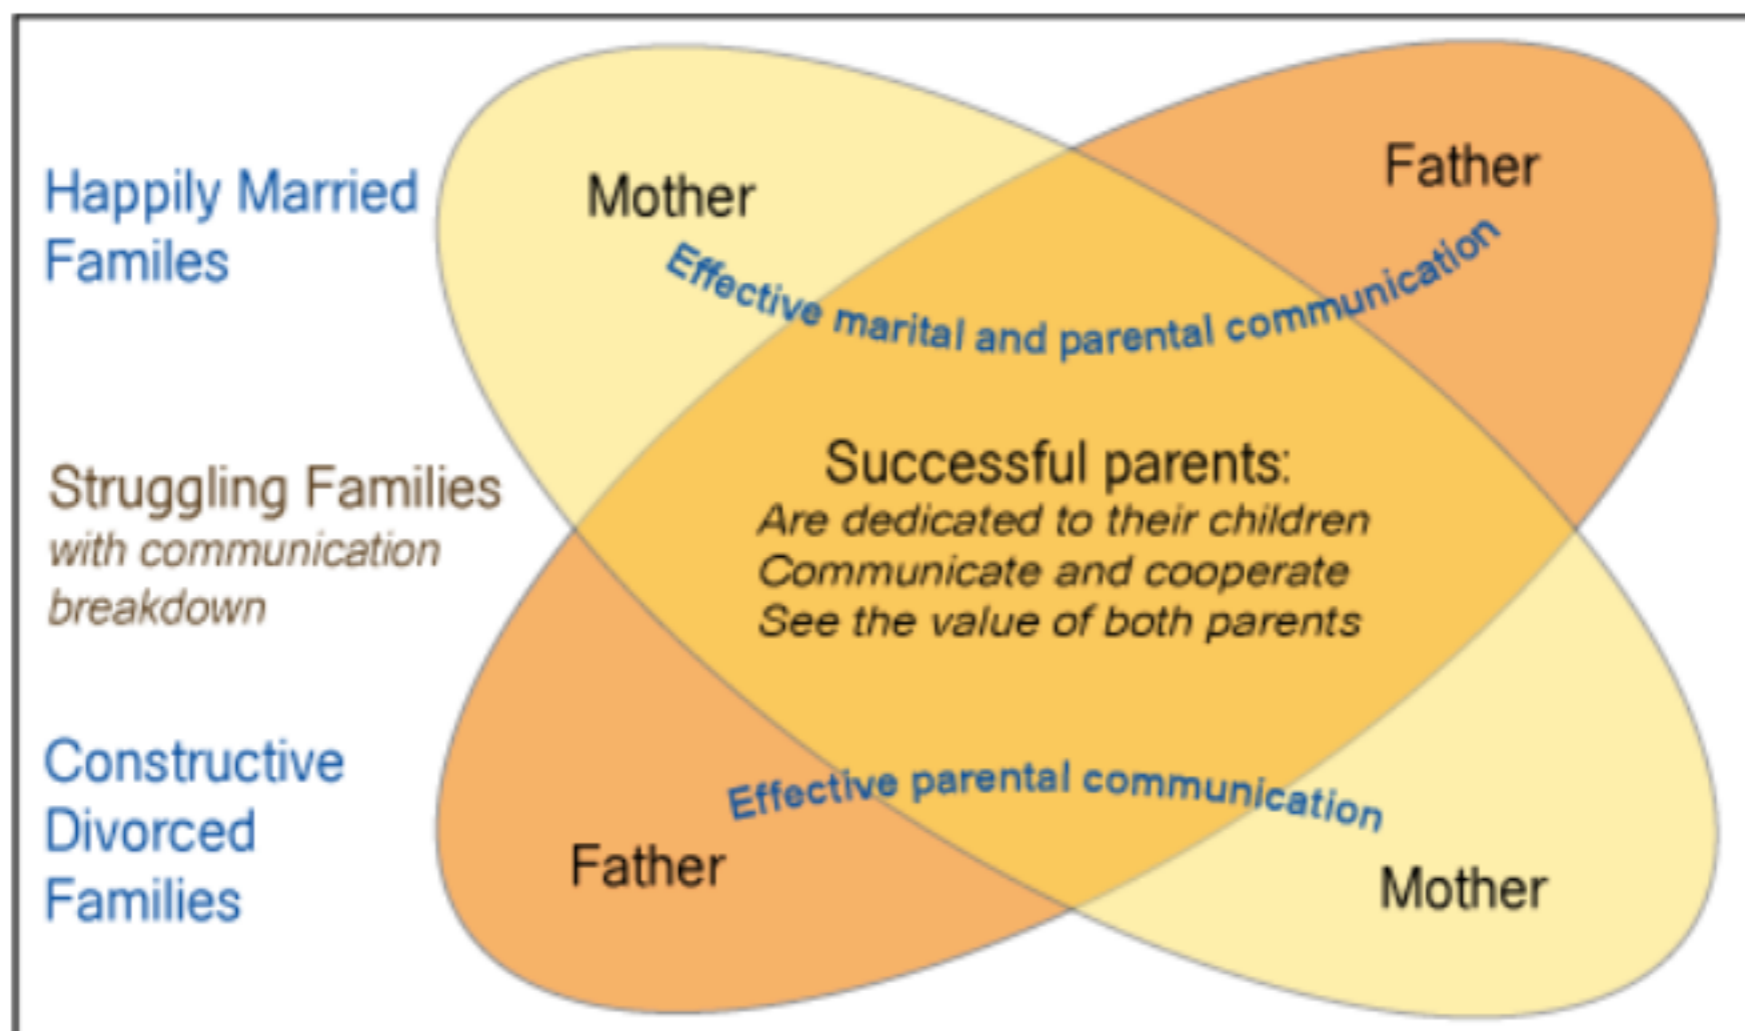 Happily Married
Familes
Mother
Father
Effective marital and parental communication
Struggling Families
with communication
breakdown
Successful parents:
Are dedicated to their children
Communicate and cooperate
See the value of both parents
Constructive
Divorced
Families
Effective parental communication
Father
Mother